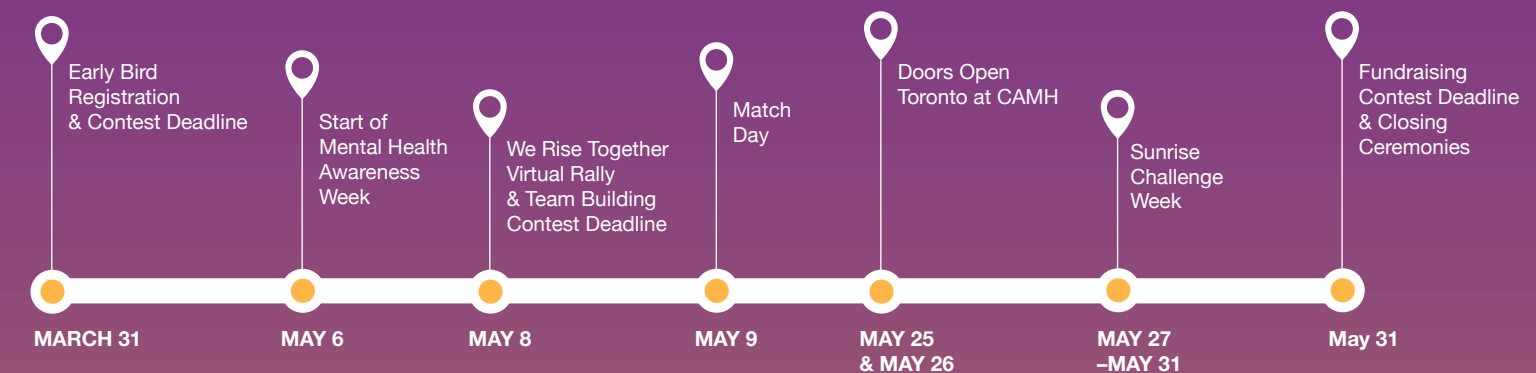 Early Bird
Registration
& Contest Deadline
MARCH 31
Start of
Mental Health
Awareness
Week
MAY 6
We Rise Together
Virtual Rally
& Team Building
Contest Deadline
MAY 8
Match
Day
MAY 9
Doors Open
Toronto at CAMH
MAY 25
& MAY 26
Sunrise
Challenge
Week
MAY 27
–MAY 31
Fundraising
Contest Deadline
& Closing
Ceremonies
May 31